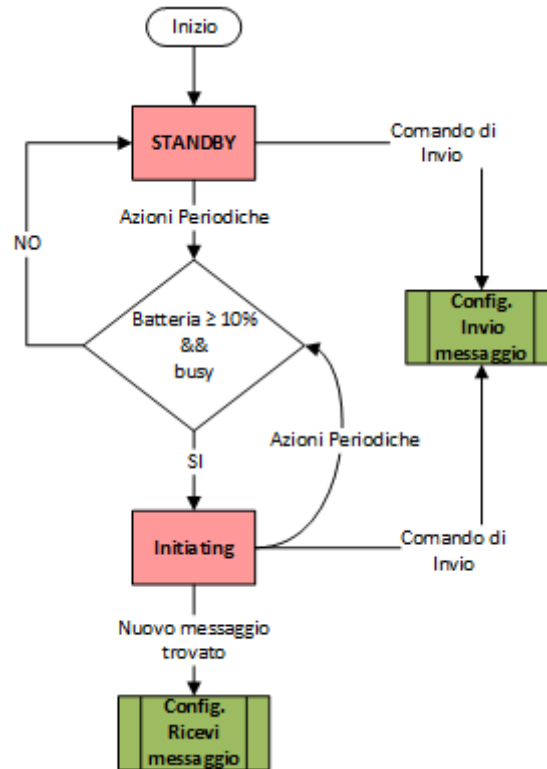 Inizio
STANDBY
Comando di
Invio
Azioni Periodiche
NO
Batteria ≥ 10%
&&
busy
Config.
Invio
messaggio
Azioni Periodiche
SI
Initiating
Comando di
Invio
Nuovo messaggio
trovato
Config.
Ricevi
messaggio